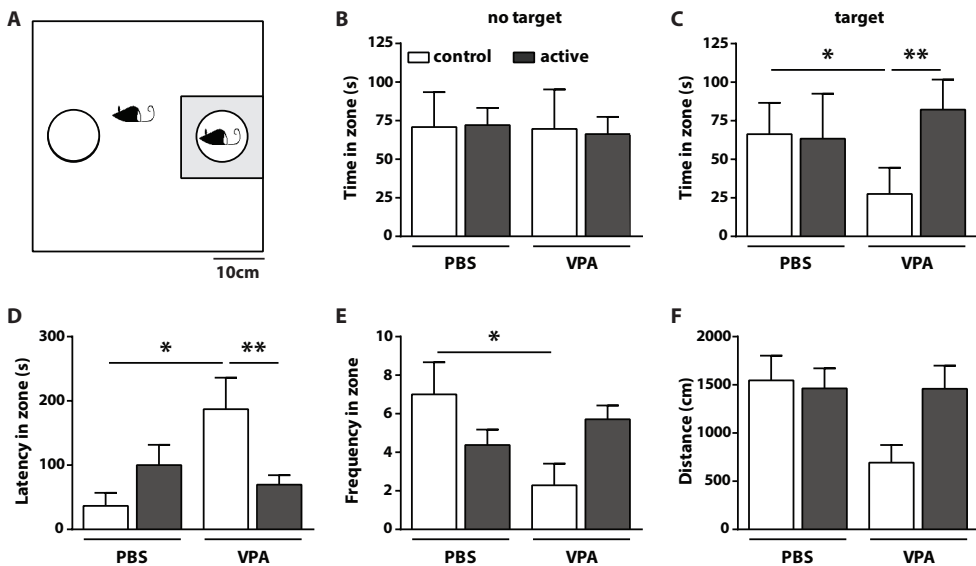 A
10cm
B
no target
control
active
Time in zone (s)
125
100
75
50
25
0
PBS
VPA
C
target
*
**
Time in zone (s)
125
100
75
50
25
0
PBS
VPA
D
*
**
Latency in zone (s)
300
200
100
0
PBS
VPA
E
*
Frequency in zone
10
8
6
4
2
0
PBS
VPA
F
Distance (cm)
2000
1500
1000
500
0
PBS
VPA